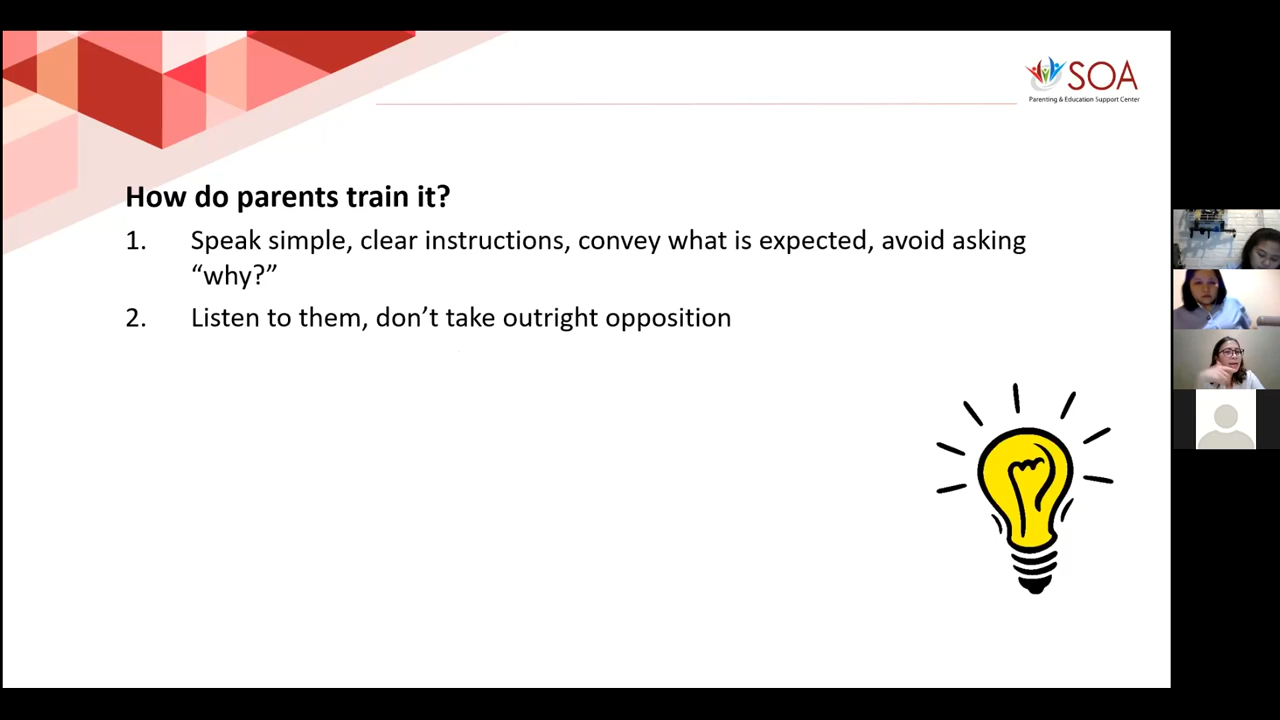 SOA
Parenting & Education Support Center
How do parents train it?
1. Speak simple, clear instructions, convey what is expected, avoid asking
“why?”
2. Listen to them, don’t take outright opposition